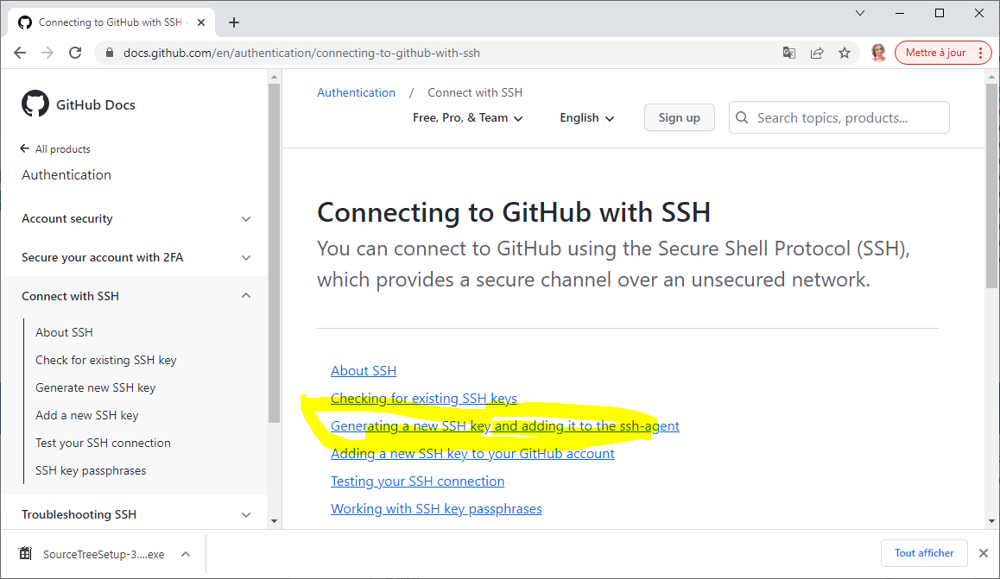 Connecting to GitHub with SSH -
docs.github.com/en/authentication/connecting-to-github-with-ssh
Mettre à jour
GitHub Docs
All products
Authentication
Account security
Secure your account with 2FA
Connect with SSH
About SSH
Check for existing SSH key
Generate new SSH key
Add a new SSH key
Test your SSH connection
SSH key passphrases
Troubleshooting SSH
Authentication / Connect with SSH
Free, Pro, & Team English Sign up Search topics, products...
Connecting to GitHub with SSH
You can connect to GitHub using the Secure Shell Protocol (SSH),
which provides a secure channel over an unsecured network.
About SSH
Checking for existing SSH keys
Generating a new SSH key and adding it to the ssh-agent
Adding a new SSH key to your GitHub account
Testing your SSH connection
Working with SSH key passphrases
SourceTreeSetup-3....exe
Tout afficher